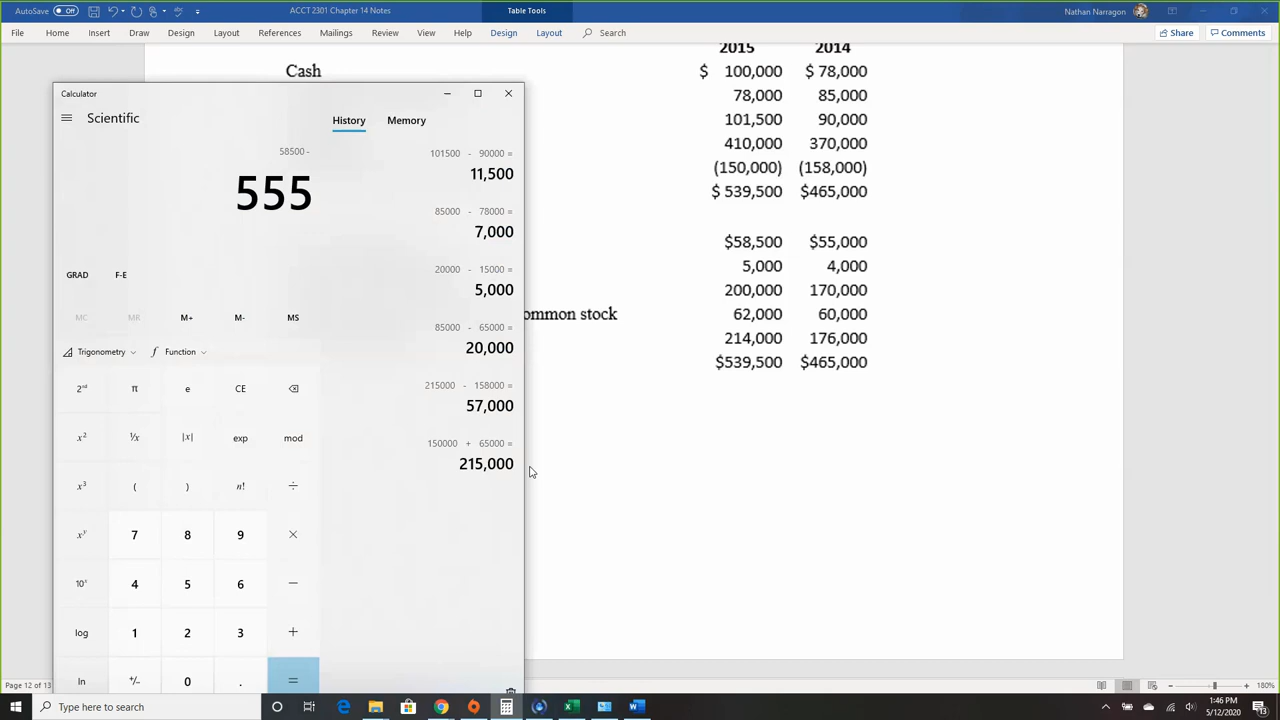 AutoSave Off ACCT 2301 Chapter 14 Notes Table Tools Nathan Narragon
File Home Insert Draw Design Layout References Mailings Review View Help Design Layout Search Share Comments
2015 2014
Cash $ 100,000 $ 78,000
78,000 85,000
101,500 90,000
410,000 370,000
(150,000) (158,000)
$ 539,500 $465,000
$58,500 $55,000
5,000 4,000
200,000 170,000
ommon stock 62,000 60,000
214,000 176,000
$539,500 $465,000
Calculator
Scientific
History Memory
58500 -
555
101500 - 90000 =
11,500
85000 - 78000 =
7,000
20000 - 15000 =
5,000
85000 - 65000 =
20,000
215000 - 158000 =
57,000
150000 + 65000 =
215,000
GRAD F-E
MC MR M+ M- MS
Trigonometry Function
2nd π e CE
x² ¹/x |x| exp mod
x³ ( ) n! ÷
xʸ 7 8 9 ×
10ˣ 4 5 6 −
log 1 2 3 +
ln +/− 0 . =
Page 12 of 13 180%
Type here to search
1:46 PM
5/12/2020